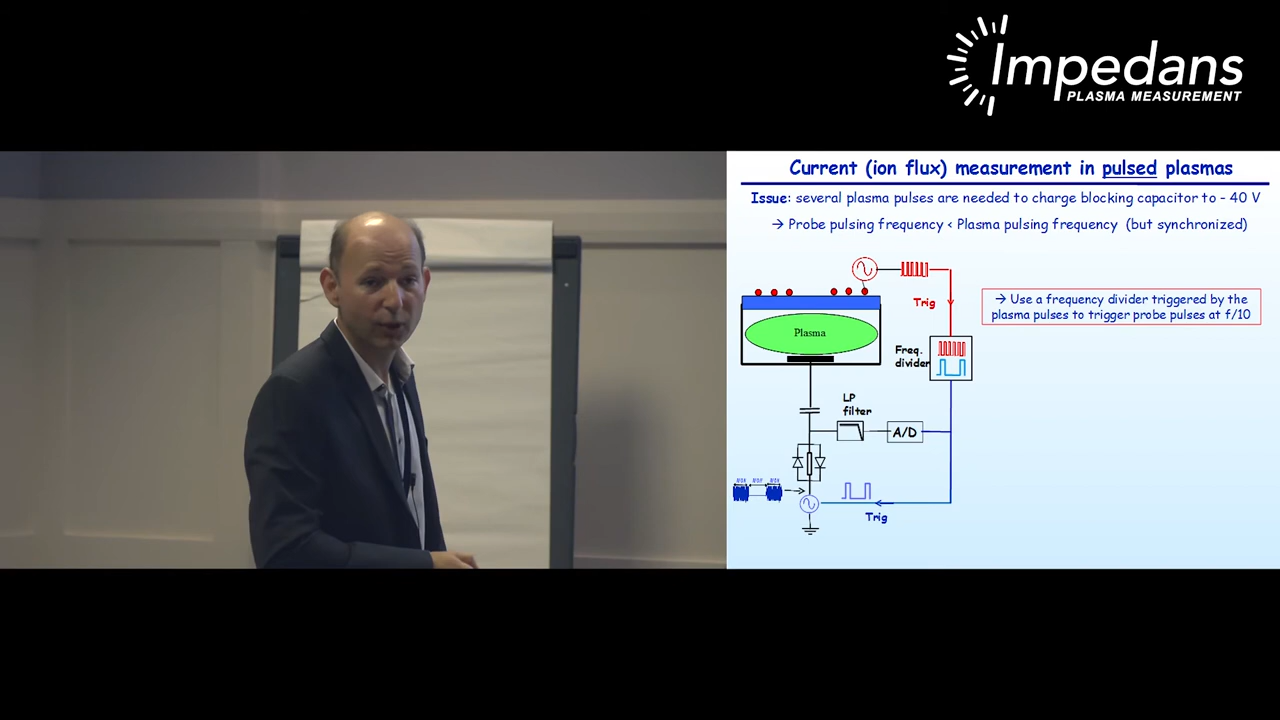 Impedans
PLASMA MEASUREMENT
Current (ion flux) measurement in pulsed plasmas
Issue: several plasma pulses are needed to charge blocking capacitor to - 40 V
→ Probe pulsing frequency < Plasma pulsing frequency (but synchronized)
Trig
→ Use a frequency divider triggered by the
plasma pulses to trigger probe pulses at f/10
Plasma
Freq.
divider
LP
filter
A/D
Trig